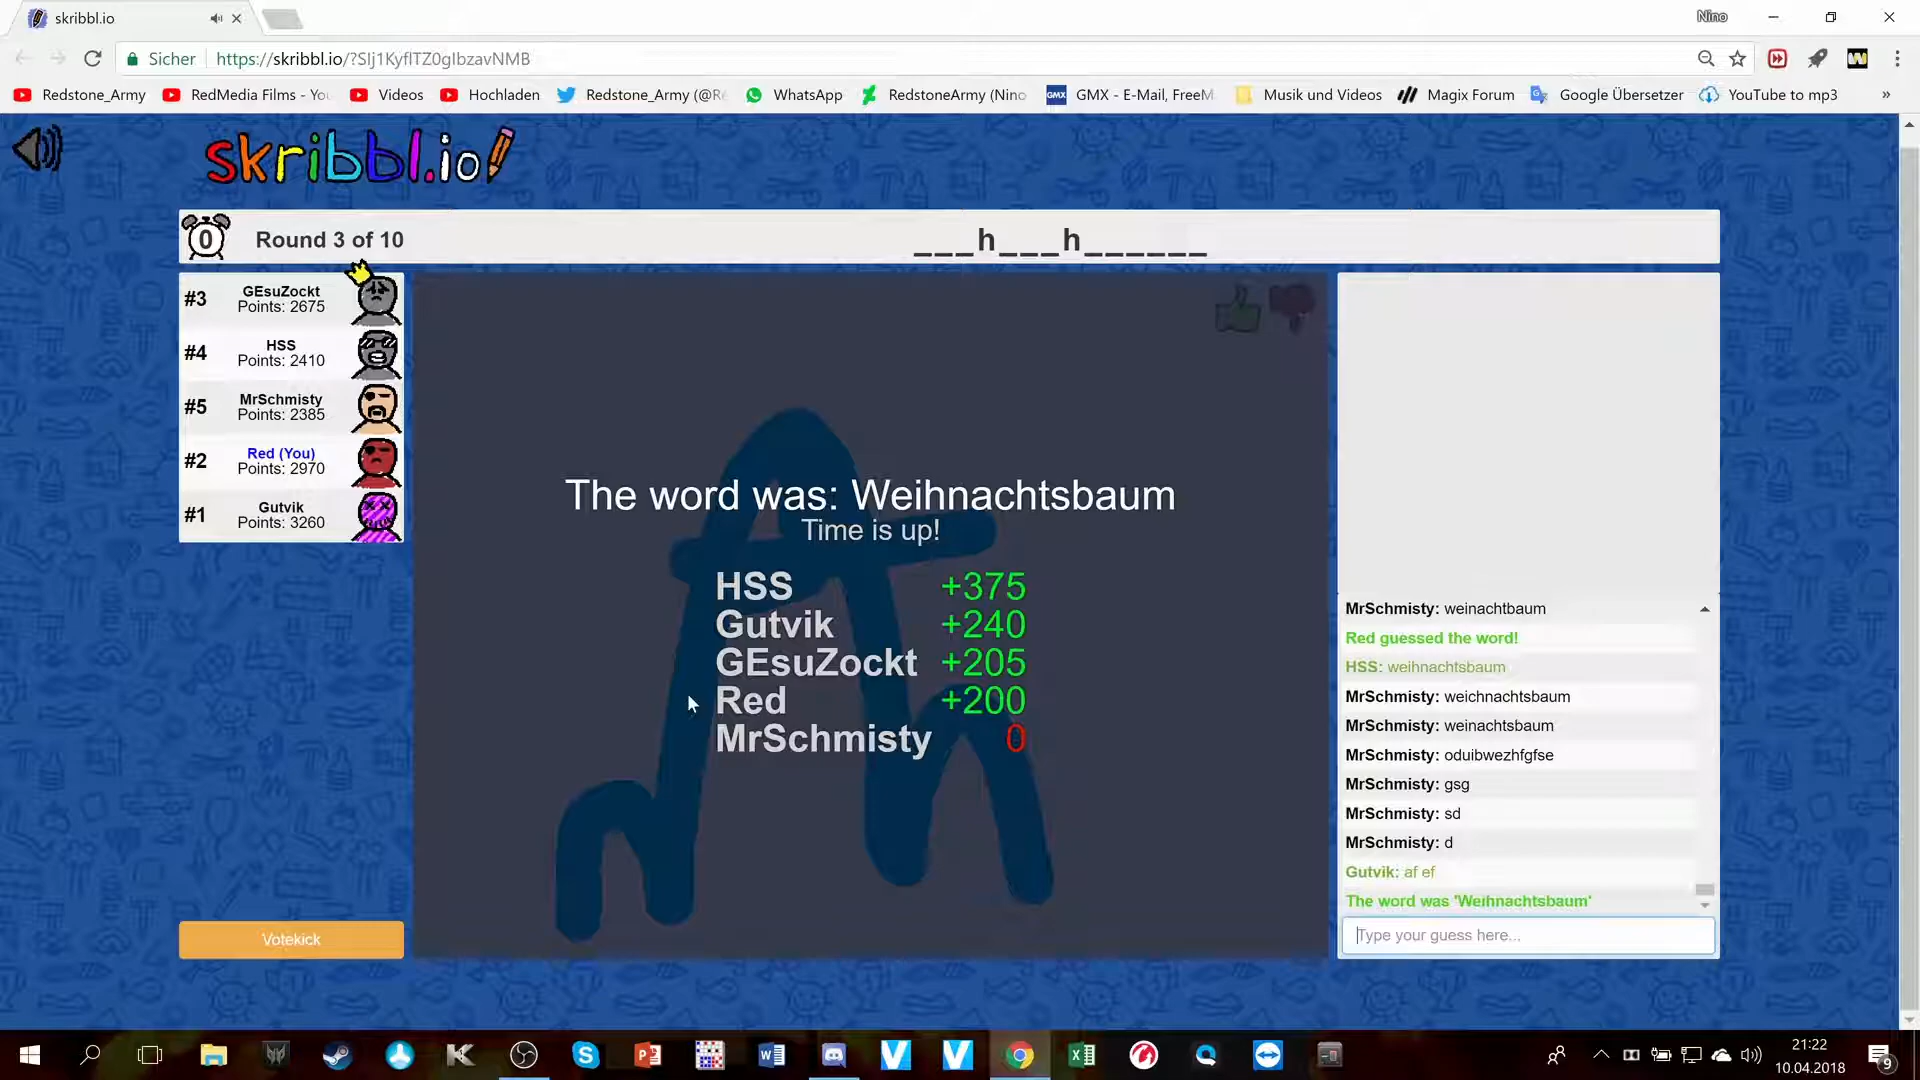 skribbl.io
Nino
Sicher
https://skribbl.io/?SIj1KyflTZ0gIbzavNMB
Redstone_Army
RedMedia Films - You
Videos
Hochladen
Redstone_Army (@Re
WhatsApp
RedstoneArmy (Nino
GMX
GMX - E-Mail, FreeM
Musik und Videos
Magix Forum
Google Übersetzer
YouTube to mp3
»
skribbl.io
0
Round 3 of 10
___h___h______
#3
GEsuZockt
Points: 2675
#4
HSS
Points: 2410
#5
MrSchmisty
Points: 2385
#2
Red (You)
Points: 2970
#1
Gutvik
Points: 3260
Votekick
The word was: Weihnachtsbaum
Time is up!
HSS +375
Gutvik +240
GEsuZockt +205
Red +200
MrSchmisty 0
MrSchmisty: weinachtbaum
Red guessed the word!
HSS: weihnachtsbaum
MrSchmisty: weichnachtsbaum
MrSchmisty: weinachtsbaum
MrSchmisty: oduibwezhfgfse
MrSchmisty: gsg
MrSchmisty: sd
MrSchmisty: d
Gutvik: af ef
The word was 'Weihnachtsbaum'
Type your guess here...
21:22
10.04.2018
9